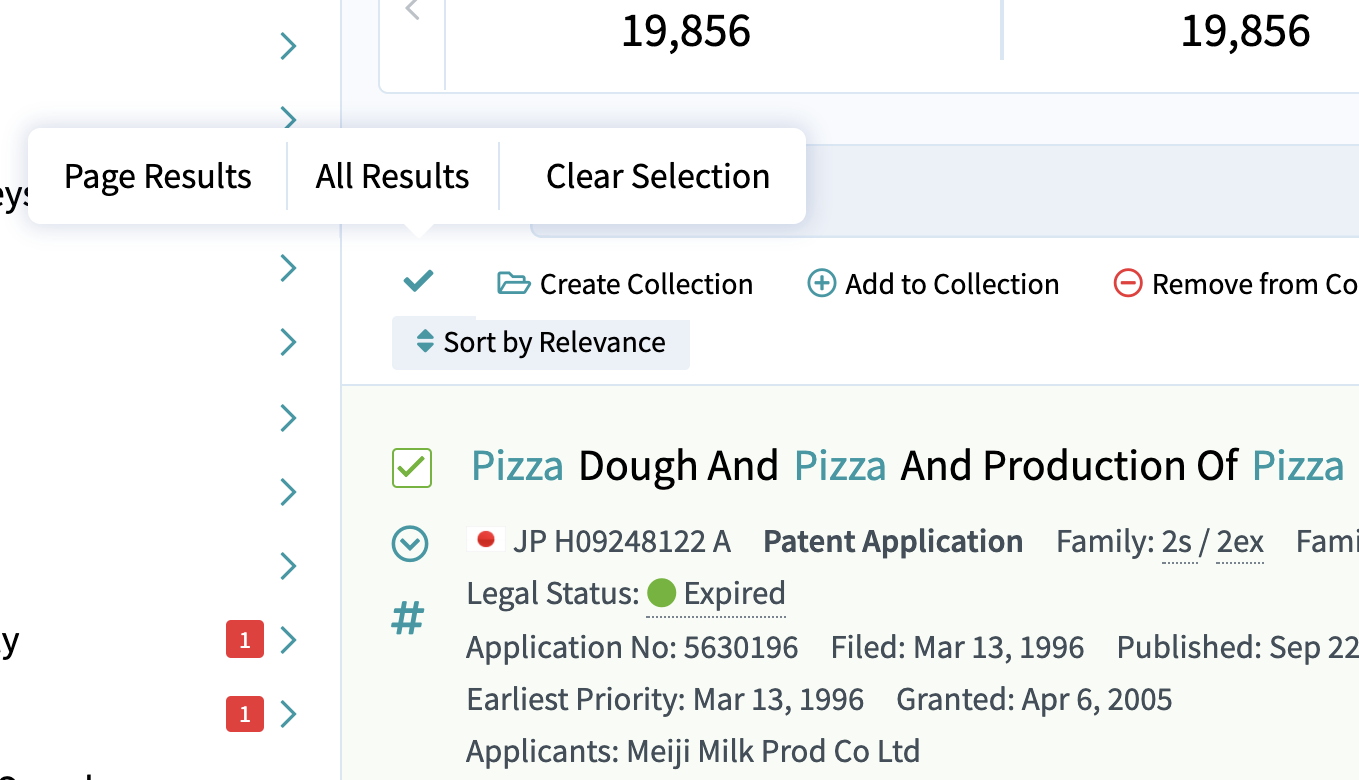 19,856 19,856
Page Results All Results Clear Selection
Create Collection Add to Collection Remove from Co
Sort by Relevance
Pizza Dough And Pizza And Production Of Pizza
JP H09248122 A Patent Application Family: 2s / 2ex Fami
Legal Status: Expired
#
Application No: 5630196 Filed: Mar 13, 1996 Published: Sep 22
1
Earliest Priority: Mar 13, 1996 Granted: Apr 6, 2005
1
Applicants: Meiji Milk Prod Co Ltd